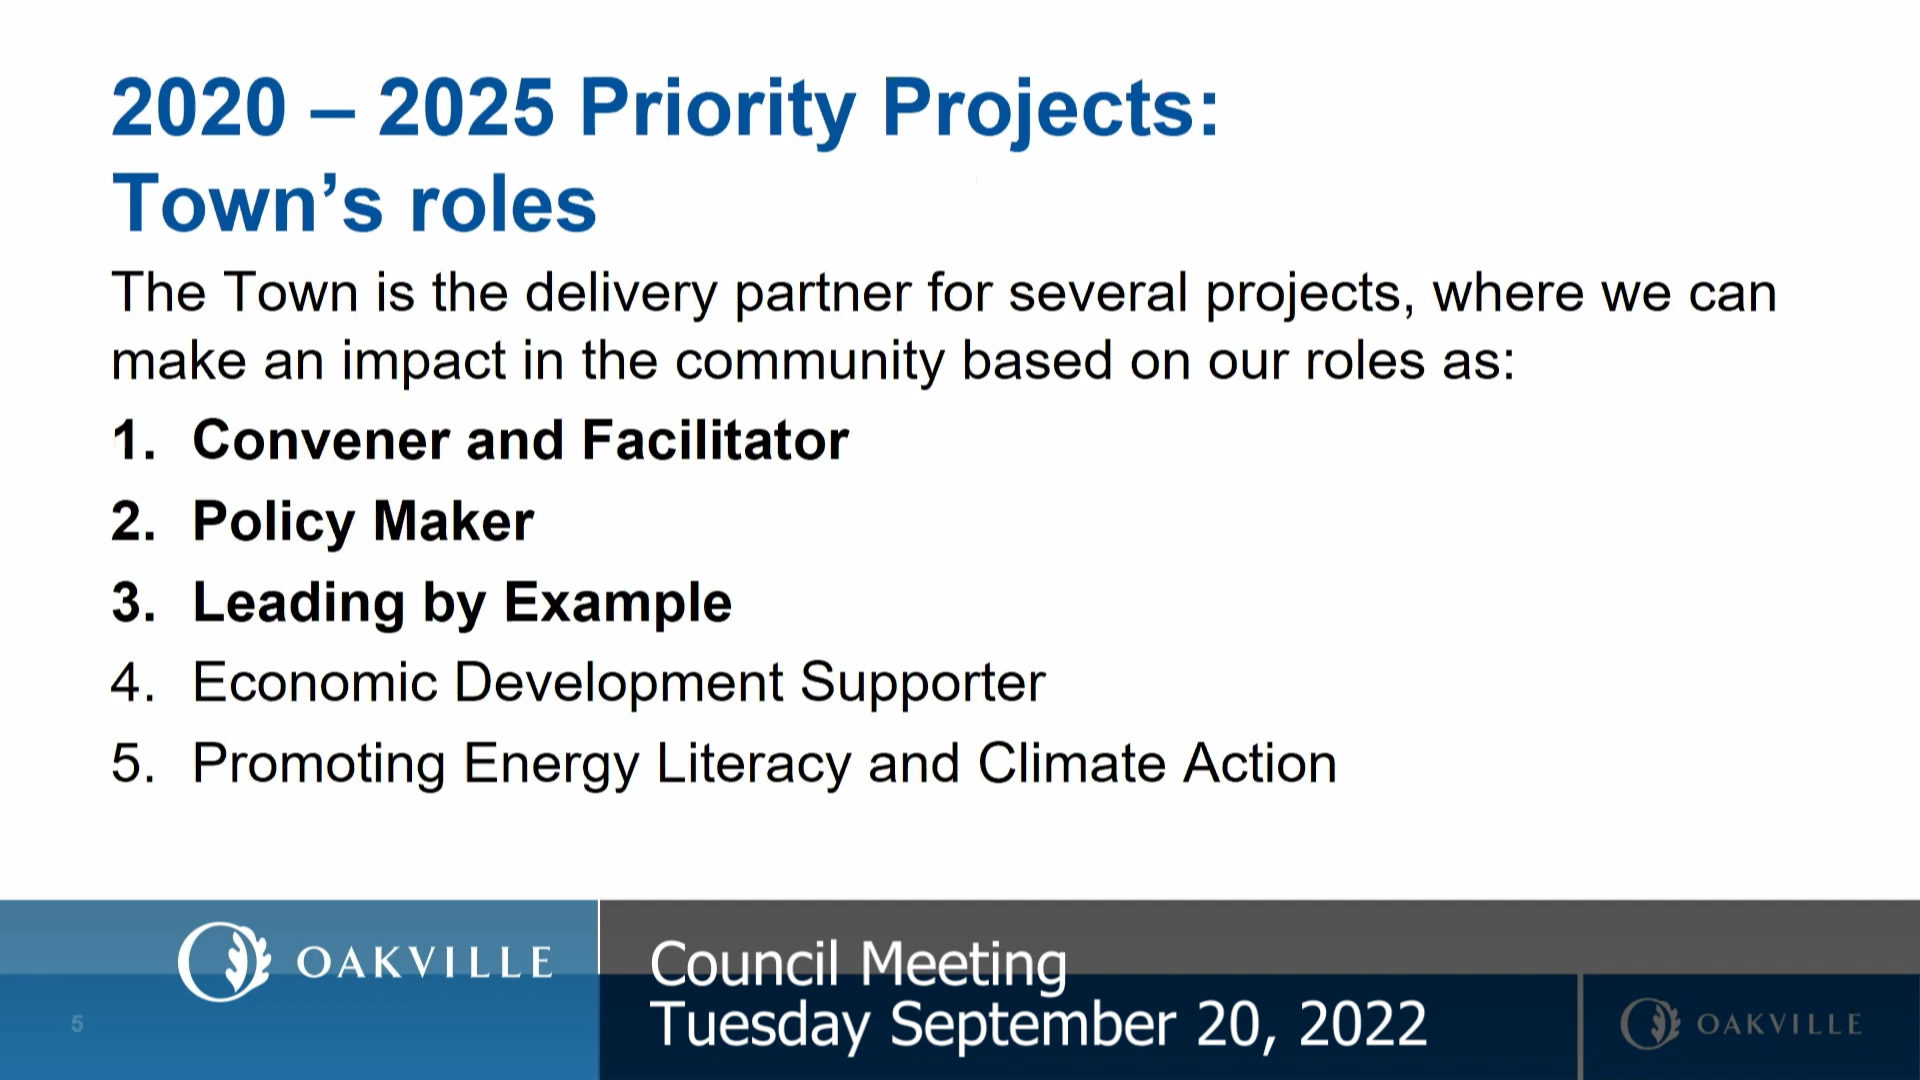 2020 – 2025 Priority Projects:
Town’s roles
The Town is the delivery partner for several projects, where we can
make an impact in the community based on our roles as:
1. Convener and Facilitator
2. Policy Maker
3. Leading by Example
4. Economic Development Supporter
5. Promoting Energy Literacy and Climate Action
OAKVILLE
Council Meeting
Tuesday September 20, 2022
5
OAKVILLE